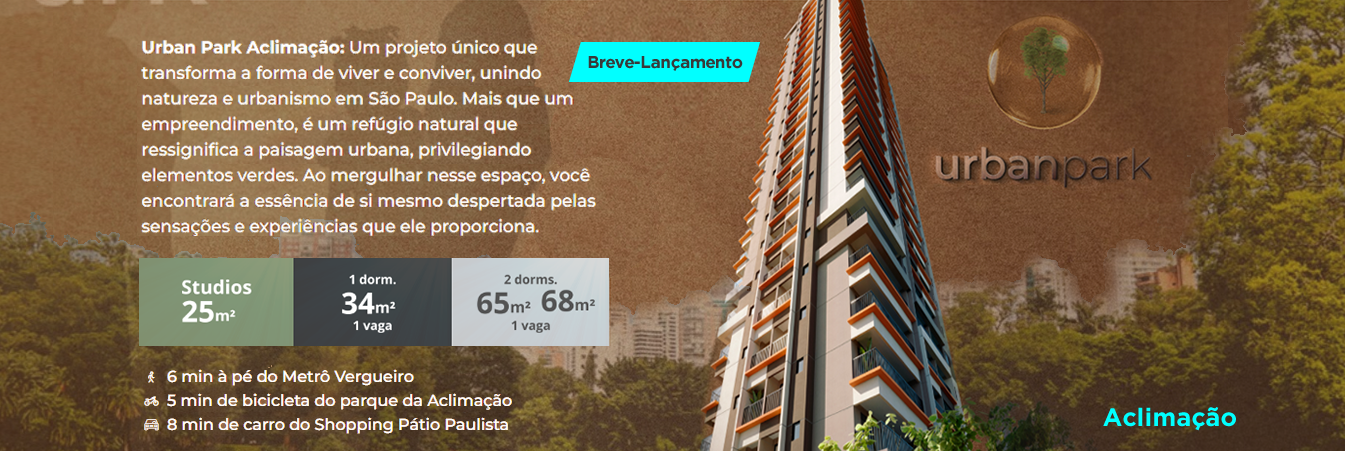 Urban Park Aclimação: Um projeto único que
transforma a forma de viver e conviver, unindo
natureza e urbanismo em São Paulo. Mais que um
empreendimento, é um refúgio natural que
ressignifica a paisagem urbana, privilegiando
elementos verdes. Ao mergulhar nesse espaço, você
encontrará a essência de si mesmo despertada pelas
sensações e experiências que ele proporciona.
Breve-Lançamento
urbanpark
Studios
25m²
1 dorm.
34m²
1 vaga
2 dorms.
65m² 68m²
1 vaga
6 min à pé do Metrô Vergueiro
5 min de bicicleta do parque da Aclimação
8 min de carro do Shopping Pátio Paulista
Aclimação